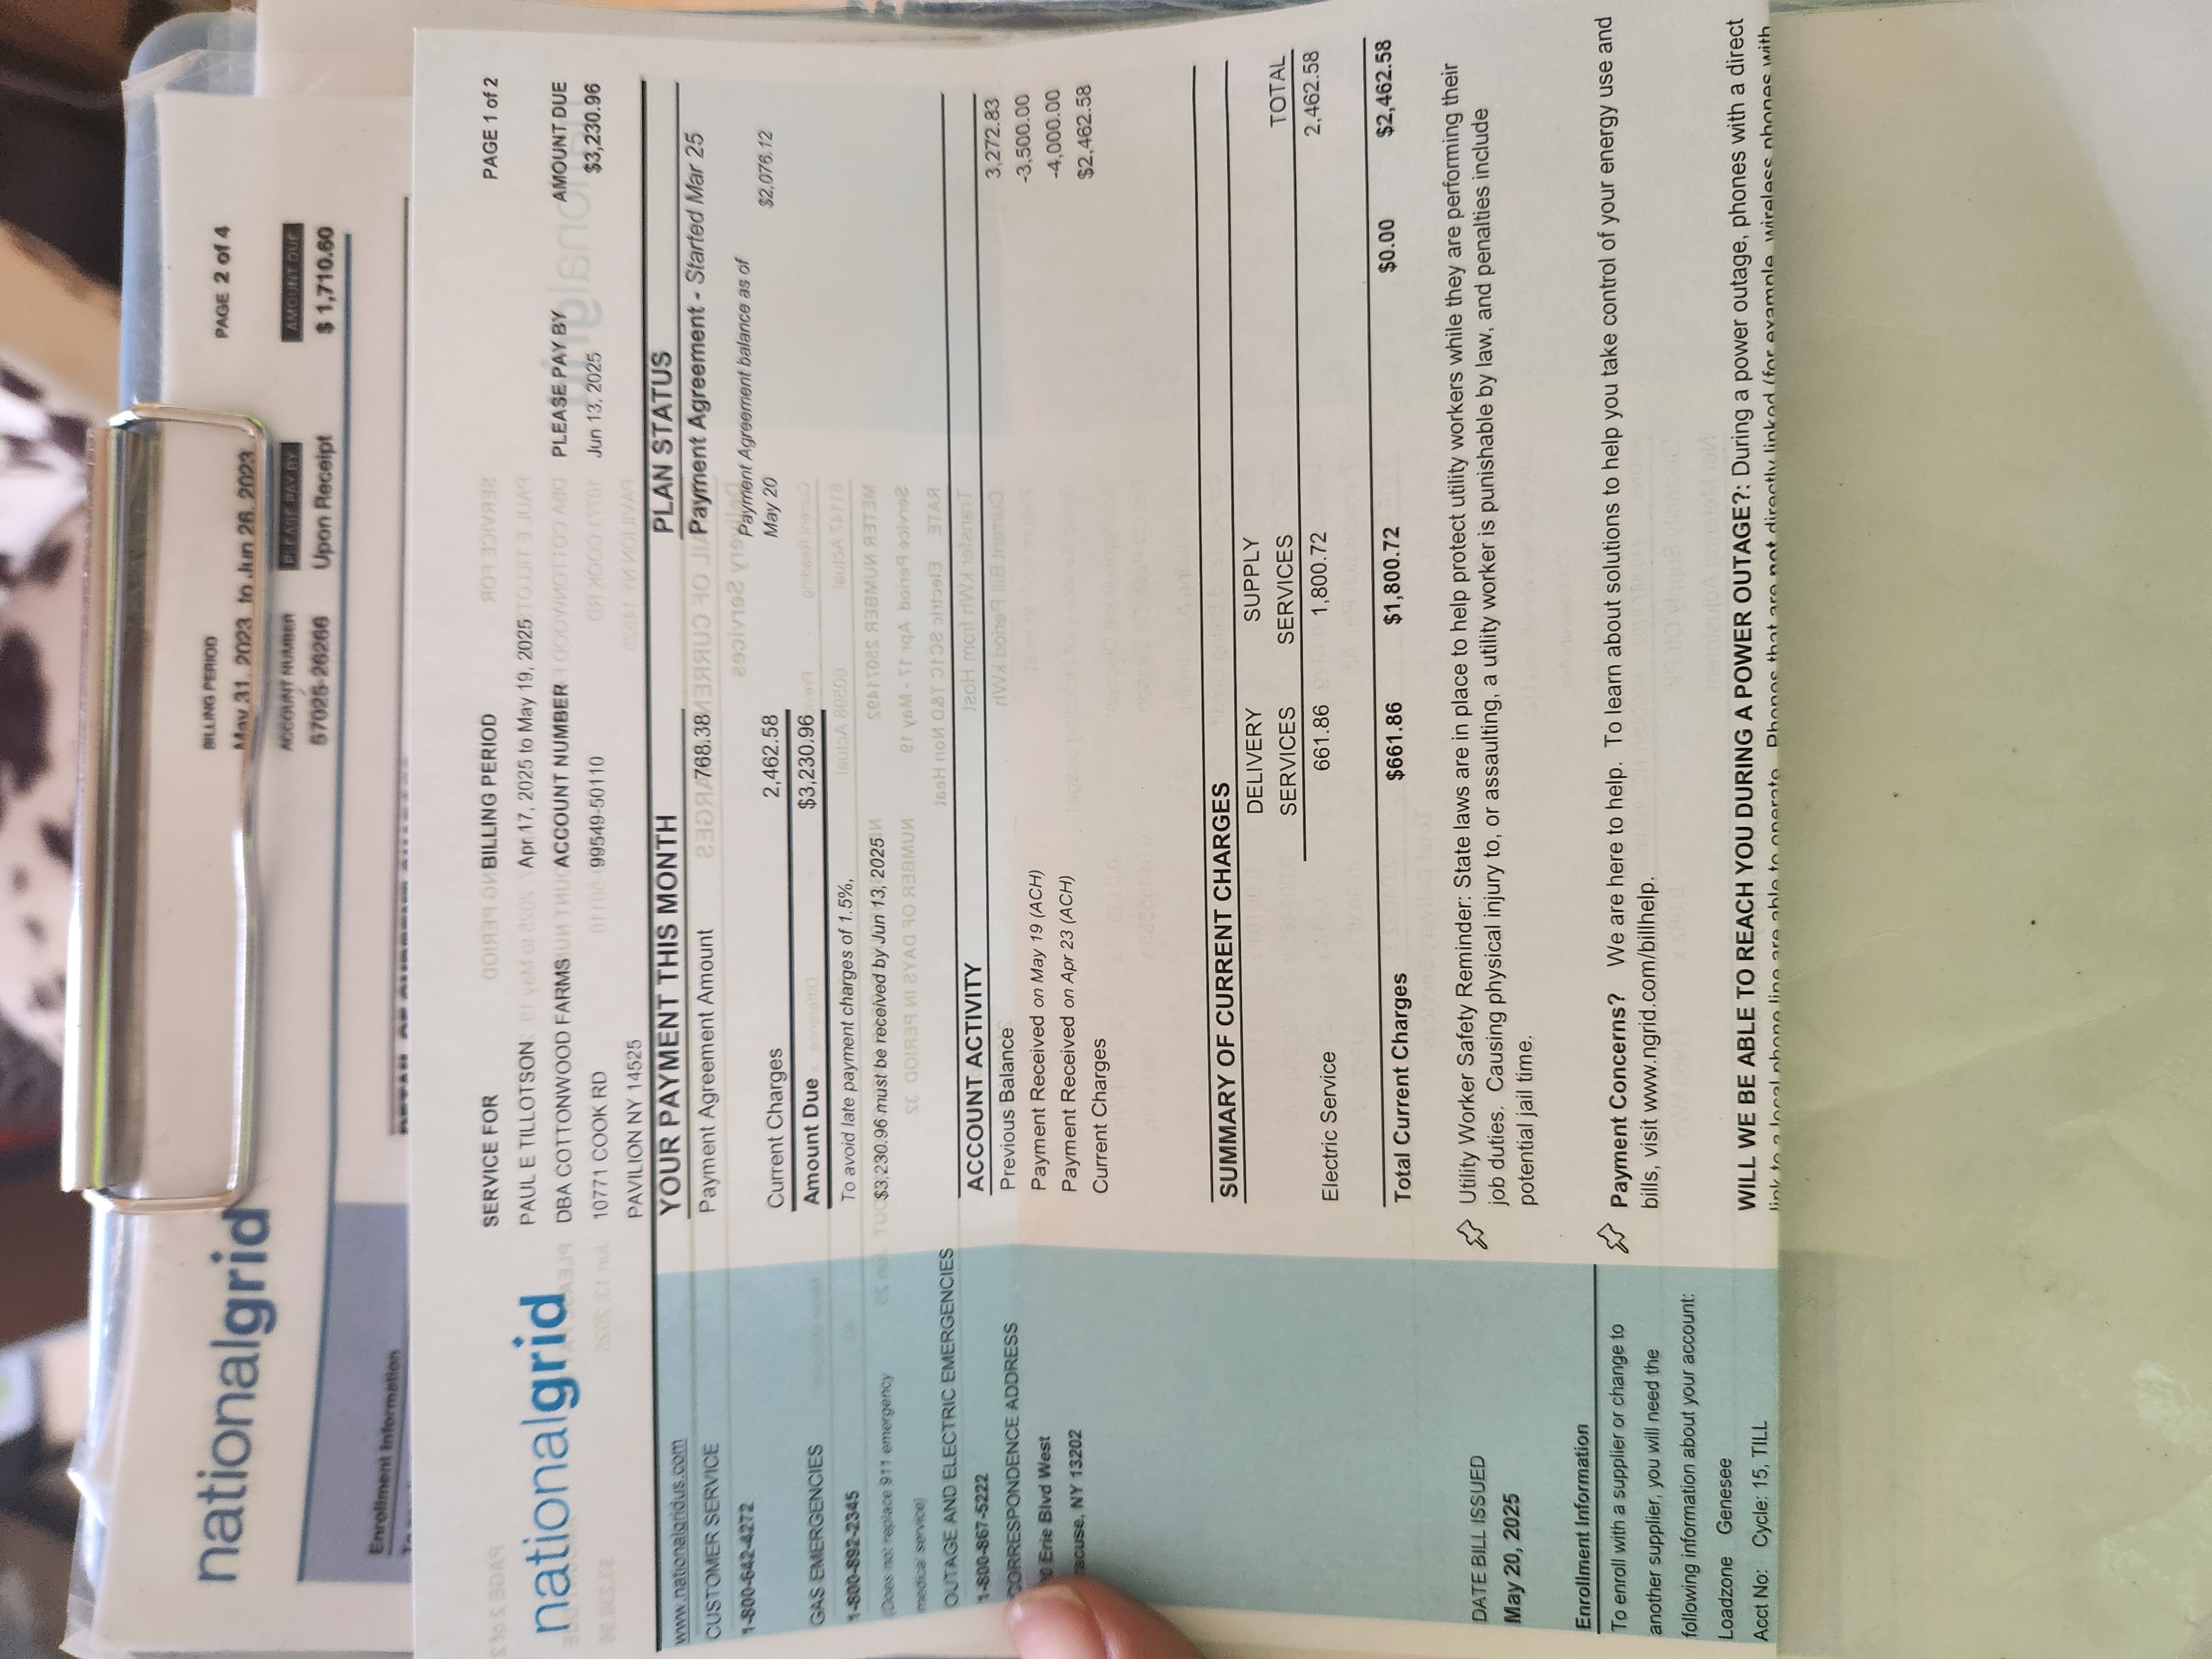 nationalgrid
BILLING PERIOD
May 31, 2023 to Jun 26, 2023
PAGE 2 of 4
ACCOUNT NUMBER
57025-26266
PLEASE PAY BY
Upon Receipt
AMOUNT DUE
$ 1,710.60
Enrollment Information
DETAIL OF CURRENT CHARGES
nationalgrid
SERVICE FOR
PAUL E TILLOTSON
DBA COTTONWOOD FARMS
10771 COOK RD
PAVILION NY 14525
BILLING PERIOD
Apr 17, 2025 to May 19, 2025
PAGE 1 of 2
ACCOUNT NUMBER
99549-50110
PLEASE PAY BY
Jun 13, 2025
AMOUNT DUE
$3,230.96
www.nationalgridus.com
CUSTOMER SERVICE
1-800-642-4272
GAS EMERGENCIES
1-800-892-2345
(Does not replace 911 emergency
medical service)
OUTAGE AND ELECTRIC EMERGENCIES
1-800-867-5222
CORRESPONDENCE ADDRESS
Erie Blvd West
NY 13202
DATE BILL ISSUED
May 20, 2025
Enrollment Information
To enroll with a supplier or change to
another supplier, you will need the
following information about your account:
Loadzone Genesee
Acct No: Cycle: 15, TILL
YOUR PAYMENT THIS MONTH
Payment Agreement Amount 768.38
Current Charges 2,462.58
Amount Due $3,230.96
To avoid late payment charges of 1.5%,
$3,230.96 must be received by Jun 13, 2025
PLAN STATUS
Payment Agreement - Started Mar 25
Payment Agreement balance as of
May 20 $2,076.12
ACCOUNT ACTIVITY
Previous Balance 3,272.83
Payment Received on May 19 (ACH) -3,500.00
Payment Received on Apr 23 (ACH) -4,000.00
Current Charges $2,462.58
SUMMARY OF CURRENT CHARGES
DELIVERY SUPPLY
SERVICES SERVICES TOTAL
Electric Service 661.86 1,800.72 2,462.58
Total Current Charges $661.86 $1,800.72 $0.00 $2,462.58
Utility Worker Safety Reminder: State laws are in place to help protect utility workers while they are performing their
job duties. Causing physical injury to, or assaulting, a utility worker is punishable by law, and penalties include
potential jail time.
Payment Concerns? We are here to help. To learn about solutions to help you take control of your energy use and
bills, visit www.ngrid.com/billhelp.
WILL WE BE ABLE TO REACH YOU DURING A POWER OUTAGE?: During a power outage, phones with a direct
link to a local phone line are able to operate. Phones that are not directly linked (for example, wireless phones with